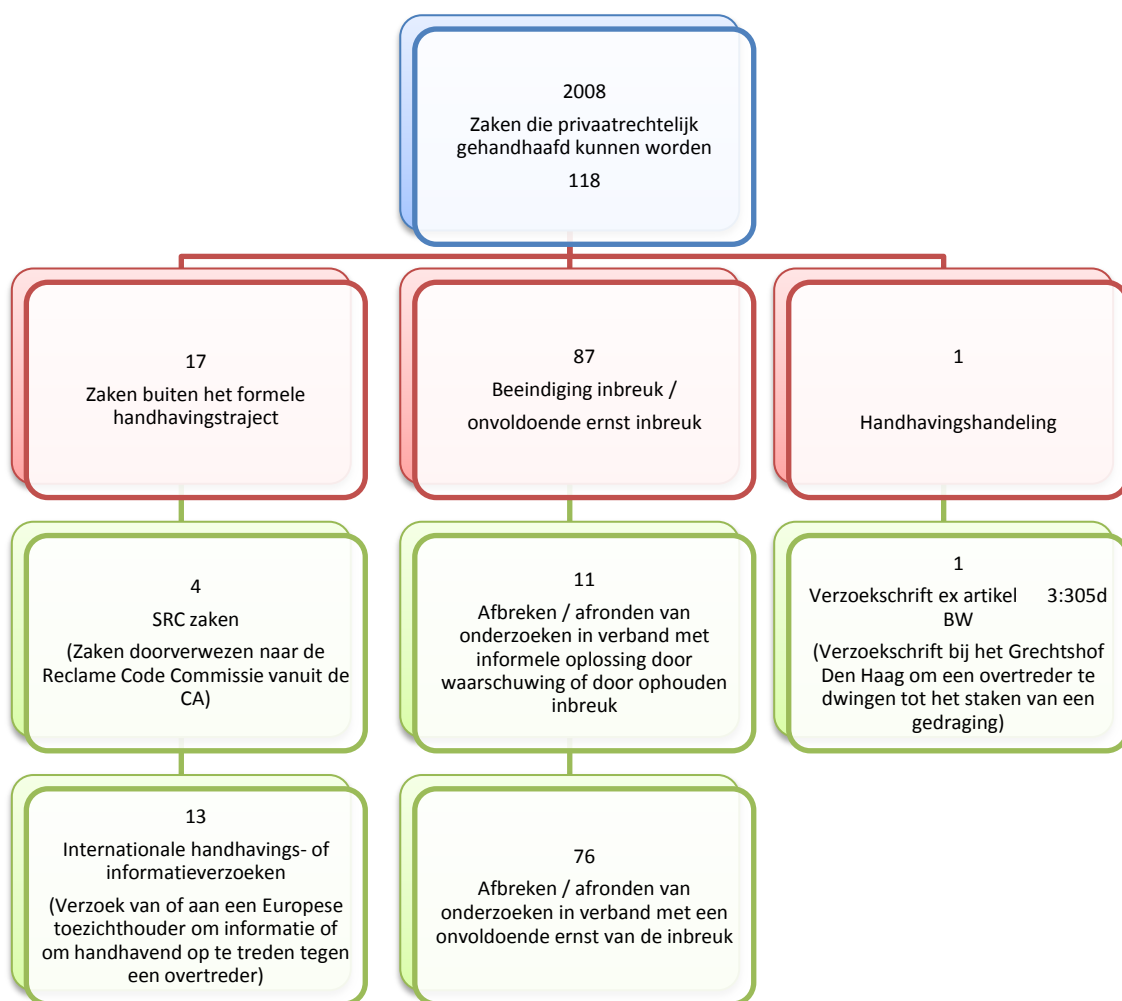 2008
Zaken die privaatrechtelijk
gehandhaafd kunnen worden
118
17
Zaken buiten het formele
handhavingstraject
87
Beeindiging inbreuk /
onvoldoende ernst inbreuk
1
Handhavingshandeling
4
SRC zaken
(Zaken doorverwezen naar de
Reclame Code Commissie vanuit de
CA)
11
Afbreken / afronden van
onderzoeken in verband met
informele oplossing door
waarschuwing of door ophouden
inbreuk
1
Verzoekschrift ex artikel 3:305d
BW
(Verzoekschrift bij het Grechtshof
Den Haag om een overtreder te
dwingen tot het staken van een
gedraging)
13
Internationale handhavings- of
informatieverzoeken
(Verzoek van of aan een Europese
toezichthouder om informatie of
om handhavend op te treden tegen
een overtreder)
76
Afbreken / afronden van
onderzoeken in verband met een
onvoldoende ernst van de inbreuk